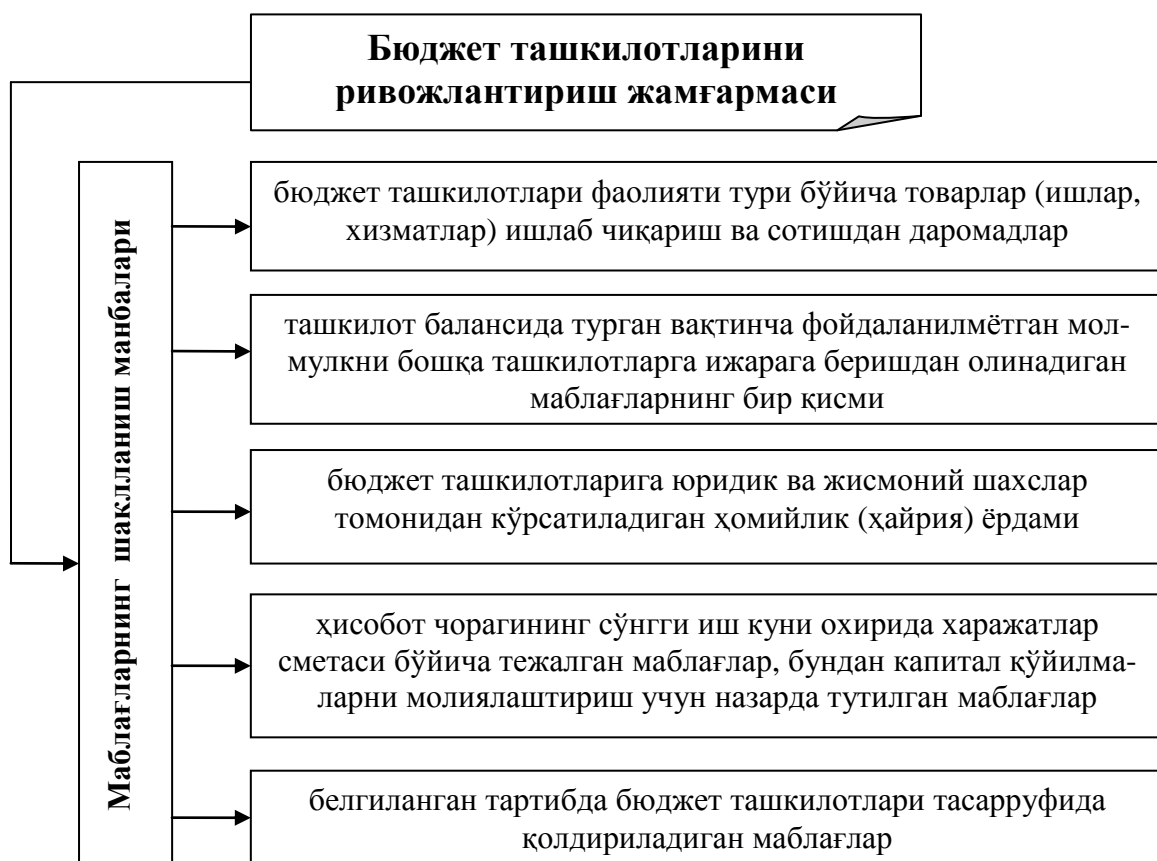 Бюджет ташкилотларини
ривожлантириш жамғармаси
Маблағларнинг шаклланиш манбалари
бюджет ташкилотлари фаолияти тури бўйича товарлар (ишлар,
хизматлар) ишлаб чиқариш ва сотишдан даромадлар
ташкилот балансида турган вақтинча фойдаланилмётган мол-
мулкни бошқа ташкилотларга ижарага беришдан олинадиган
маблағларнинг бир қисми
бюджет ташкилотларига юридик ва жисмоний шахслар
томонидан кўрсатиладиган ҳомийлик (ҳайрия) ёрдами
ҳисобот чорагининг сўнгги иш куни охирида харажатлар
сметаси бўйича тежалган маблағлар, бундан капитал қўйилма-
ларни молиялаштириш учун назарда тутилган маблағлар
белгиланган тартибда бюджет ташкилотлари тасарруфида
қолдириладиган маблағлар